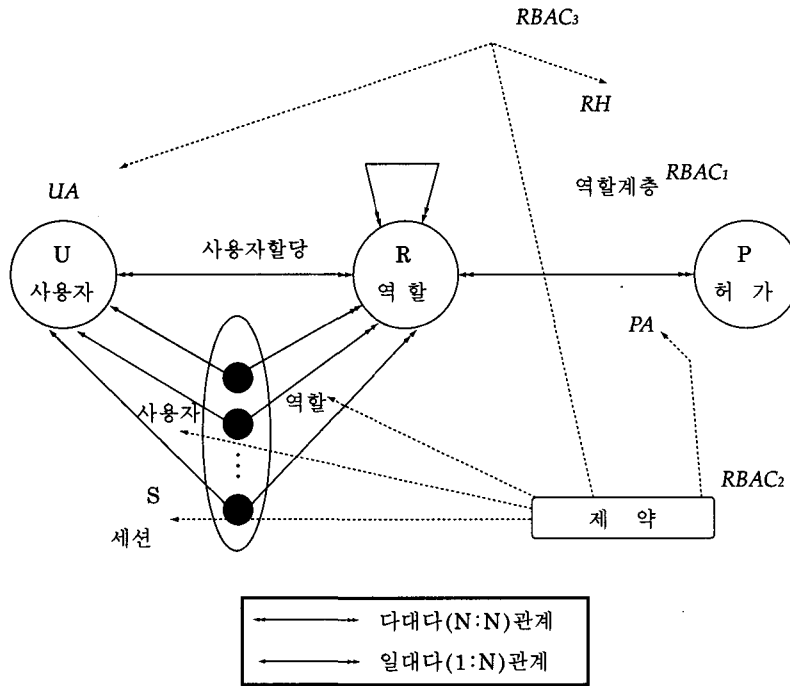 RBAC₃
RH
UA
역할계층 RBAC₁
U
사용자
사용자할당
R
역 할
P
허 가
PA
사용자
역할
S
세션
RBAC₂
제 약
다대다(N:N)관계
일대다(1:N)관계